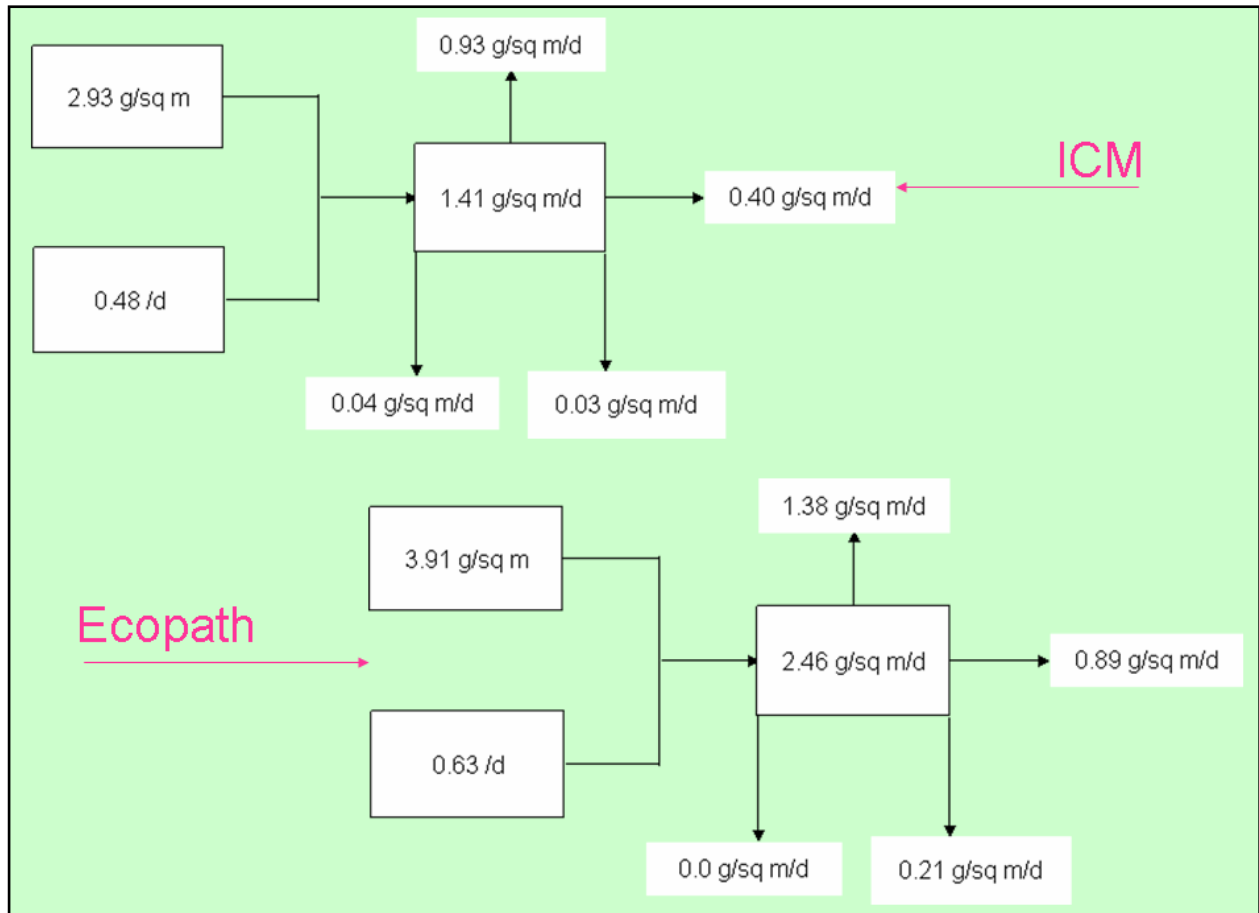 0.93 g/sq m/d
2.93 g/sq m
ICM
1.41 g/sq m/d
0.40 g/sq m/d
0.48 /d
0.04 g/sq m/d
0.03 g/sq m/d
1.38 g/sq m/d
3.91 g/sq m
Ecopath
2.46 g/sq m/d
0.89 g/sq m/d
0.63 /d
0.0 g/sq m/d
0.21 g/sq m/d